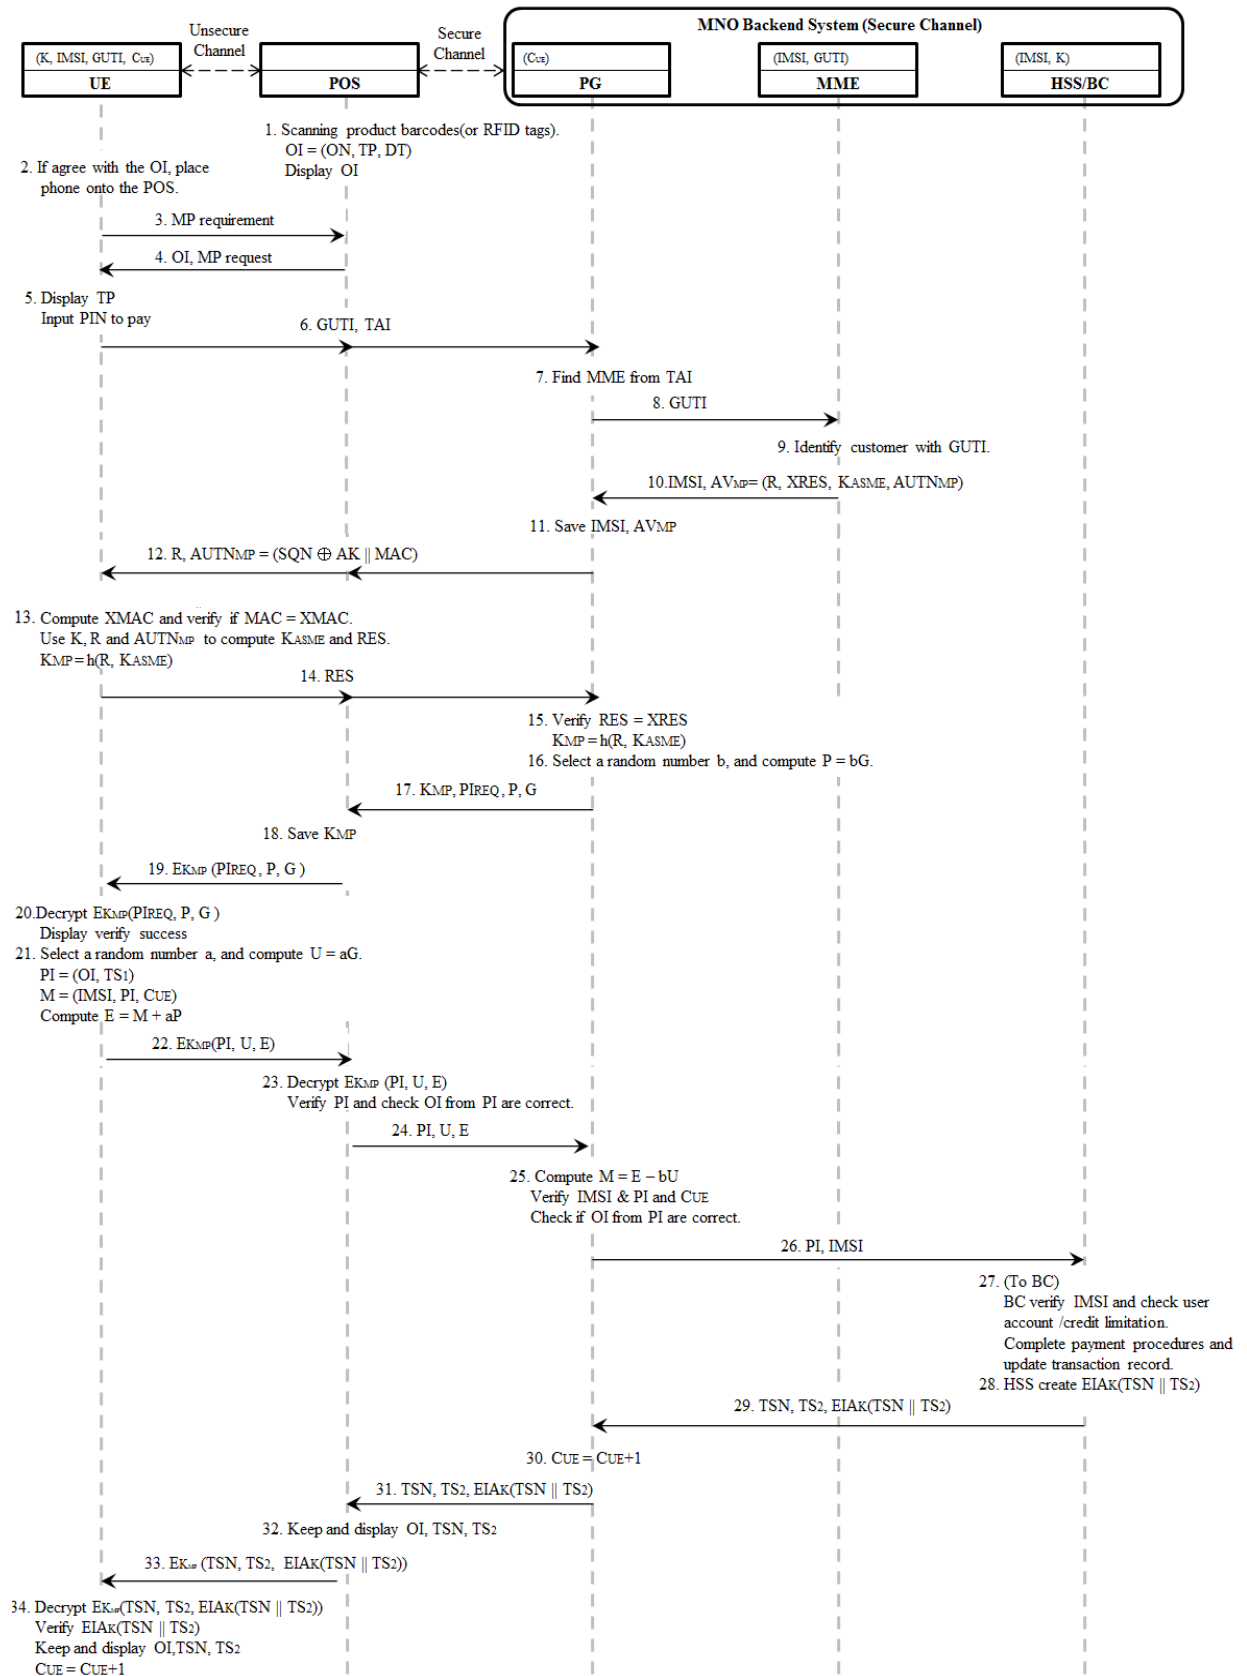 MNO Backend System (Secure Channel)
Unsecure
Channel
Secure
Channel
(K, IMSI, GUTI, CUE)
UE
POS
(CUE)
PG
(IMSI, GUTI)
MME
(IMSI, K)
HSS/BC
1. Scanning product barcodes(or RFID tags).
OI = (ON, TP, DT)
Display OI
2. If agree with the OI, place
phone onto the POS.
3. MP requirement
4. OI, MP request
5. Display TP
Input PIN to pay
6. GUTI, TAI
7. Find MME from TAI
8. GUTI
9. Identify customer with GUTI.
10.IMSI, AVMP= (R, XRES, KASME, AUTNMP)
11. Save IMSI, AVMP
12. R, AUTNMP = (SQN ⊕ AK || MAC)
13. Compute XMAC and verify if MAC = XMAC.
Use K, R and AUTNMP to compute KASME and RES.
KMP = h(R, KASME)
14. RES
15. Verify RES = XRES
KMP = h(R, KASME)
16. Select a random number b, and compute P = bG.
17. KMP, PIREQ, P, G
18. Save KMP
19. EKMP (PIREQ, P, G )
20.Decrypt EKMP(PIREQ, P, G )
Display verify success
21. Select a random number a, and compute U = aG.
PI = (OI, TS1)
M = (IMSI, PI, CUE)
Compute E = M + aP
22. EKMP(PI, U, E)
23. Decrypt EKMP (PI, U, E)
Verify PI and check OI from PI are correct.
24. PI, U, E
25. Compute M = E – bU
Verify IMSI & PI and CUE
Check if OI from PI are correct.
26. PI, IMSI
27. (To BC)
BC verify IMSI and check user
account /credit limitation.
Complete payment procedures and
update transaction record.
28. HSS create EIAK(TSN || TS2)
29. TSN, TS2, EIAK(TSN || TS2)
30. CUE = CUE+1
31. TSN, TS2, EIAK(TSN || TS2)
32. Keep and display OI, TSN, TS2
33. EKMP (TSN, TS2, EIAK(TSN || TS2))
34. Decrypt EKMP(TSN, TS2, EIAK(TSN || TS2))
Verify EIAK(TSN || TS2)
Keep and display OI,TSN, TS2
CUE = CUE+1